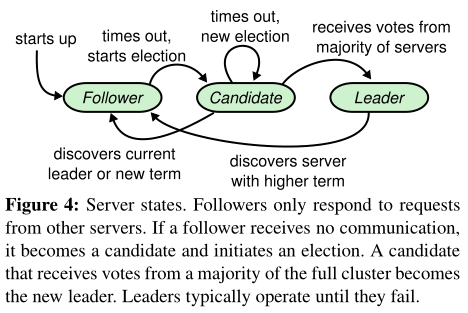 starts up
times out,
starts election
times out,
new election
receives votes from
majority of servers
Follower
Candidate
Leader
discovers current
leader or new term
discovers server
with higher term
Figure 4: Server states. Followers only respond to requests
from other servers. If a follower receives no communication,
it becomes a candidate and initiates an election. A candidate
that receives votes from a majority of the full cluster becomes
the new leader. Leaders typically operate until they fail.